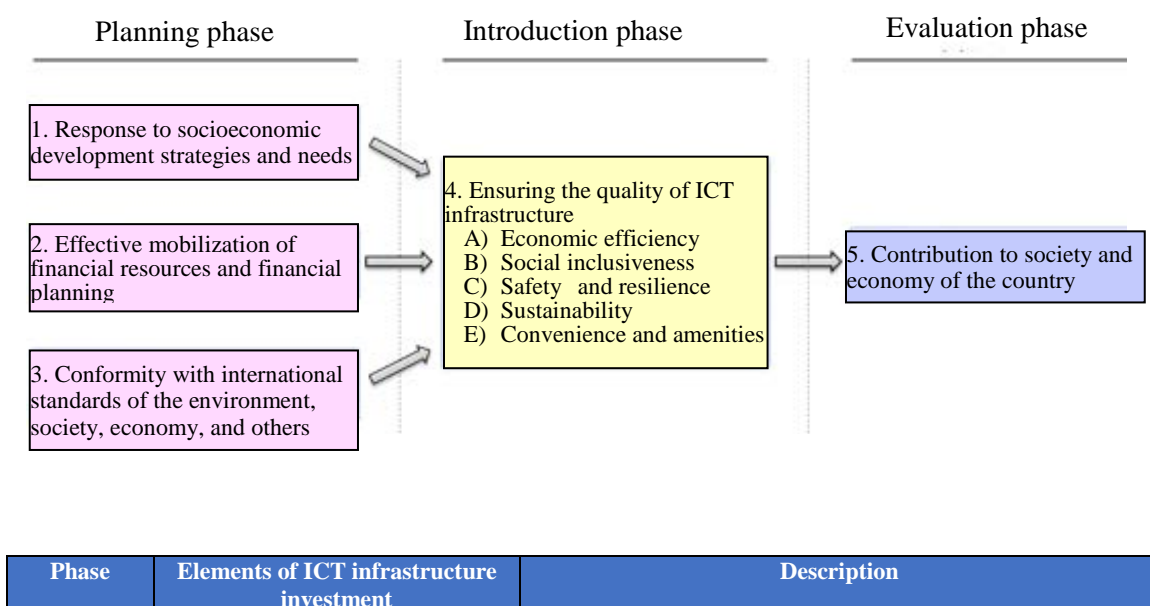 Planning phase
Introduction phase
Evaluation phase
1. Response to socioeconomic
development strategies and needs
2. Effective mobilization of
financial resources and financial
planning
3. Conformity with international
standards of the environment,
society, economy, and others
4. Ensuring the quality of ICT
infrastructure
A) Economic efficiency
B) Social inclusiveness
C) Safety and resilience
D) Sustainability
E) Convenience and amenities
5. Contribution to society and
economy of the country
Phase
Elements of ICT infrastructure
investment
Description